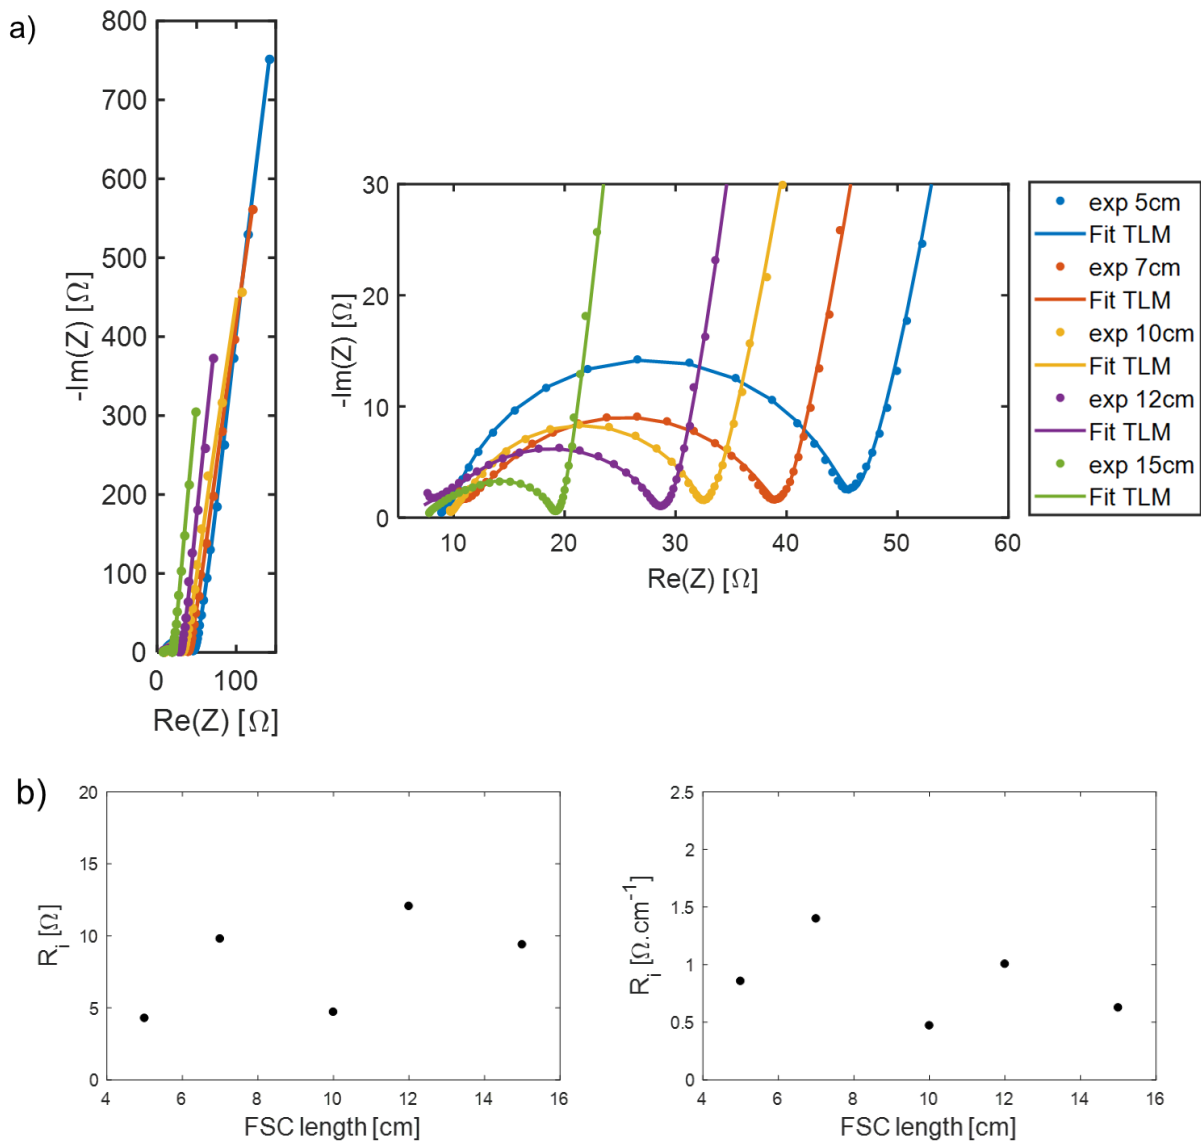 a)
800
700
600
500
400
300
200
100
0
-Im(Z) [Ω]
0 100
Re(Z) [Ω]
30
20
10
0
-Im(Z) [Ω]
10 20 30 40 50 60
Re(Z) [Ω]
exp 5cm
Fit TLM
exp 7cm
Fit TLM
exp 10cm
Fit TLM
exp 12cm
Fit TLM
exp 15cm
Fit TLM
b)
20
15
10
5
0
R_i [Ω]
4 6 8 10 12 14 16
FSC length [cm]
2.5
2
1.5
1
0.5
0
R_i [Ω.cm⁻¹]
4 6 8 10 12 14 16
FSC length [cm]